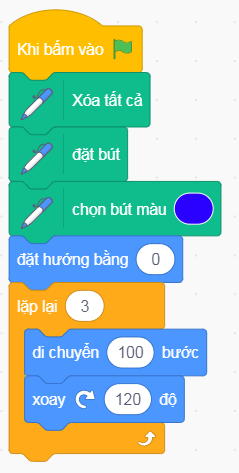 Khi bấm vào
Xóa tất cả
đặt bút
chọn bút màu
đặt hướng bằng 0
lặp lại 3
di chuyển 100 bước
xoay 120 độ